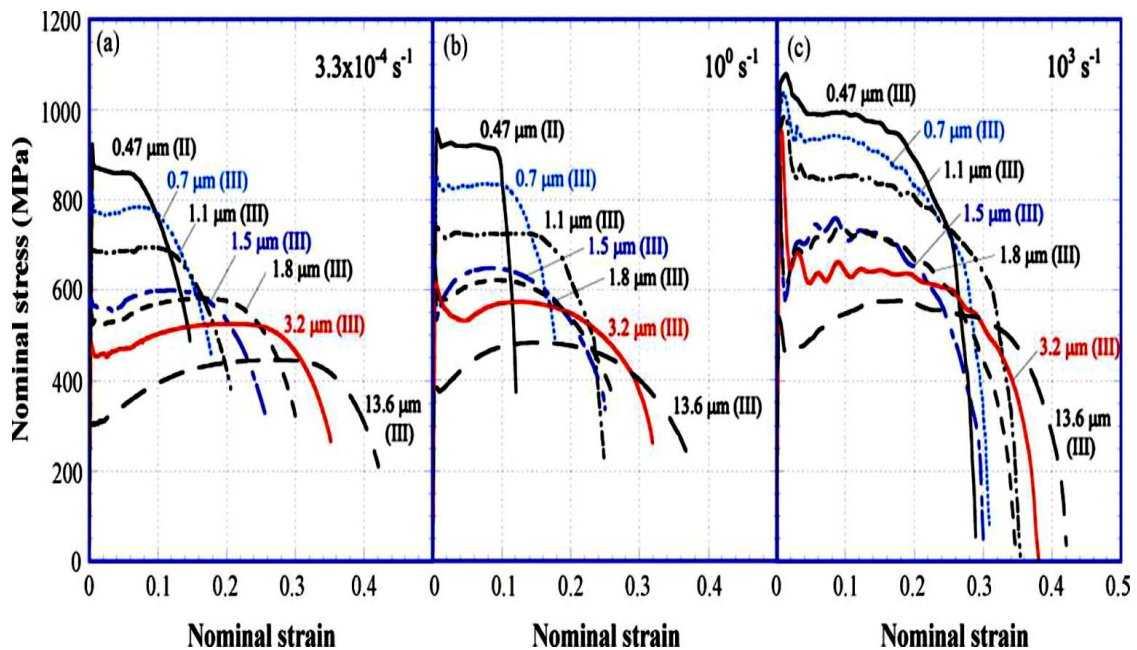 Nominal stress (MPa)
1200
1000
800
600
400
200
0
(a)
3.3x10⁻⁴ s⁻¹
0.47 µm (II)
0.7 µm (III)
1.1 µm (III)
1.5 µm (III)
1.8 µm (III)
3.2 µm (III)
13.6 µm
(III)
0 0.1 0.2 0.3 0.4
Nominal strain
(b)
10⁰ s⁻¹
0.47 µm (II)
0.7 µm (III)
1.1 µm (III)
1.5 µm (III)
1.8 µm (III)
3.2 µm (III)
13.6 µm (III)
0 0.1 0.2 0.3 0.4
Nominal strain
(c)
10³ s⁻¹
0.47 µm (III)
0.7 µm (III)
1.1 µm (III)
1.5 µm (III)
1.8 µm (III)
3.2 µm (III)
13.6 µm
(III)
0 0.1 0.2 0.3 0.4 0.5
Nominal strain